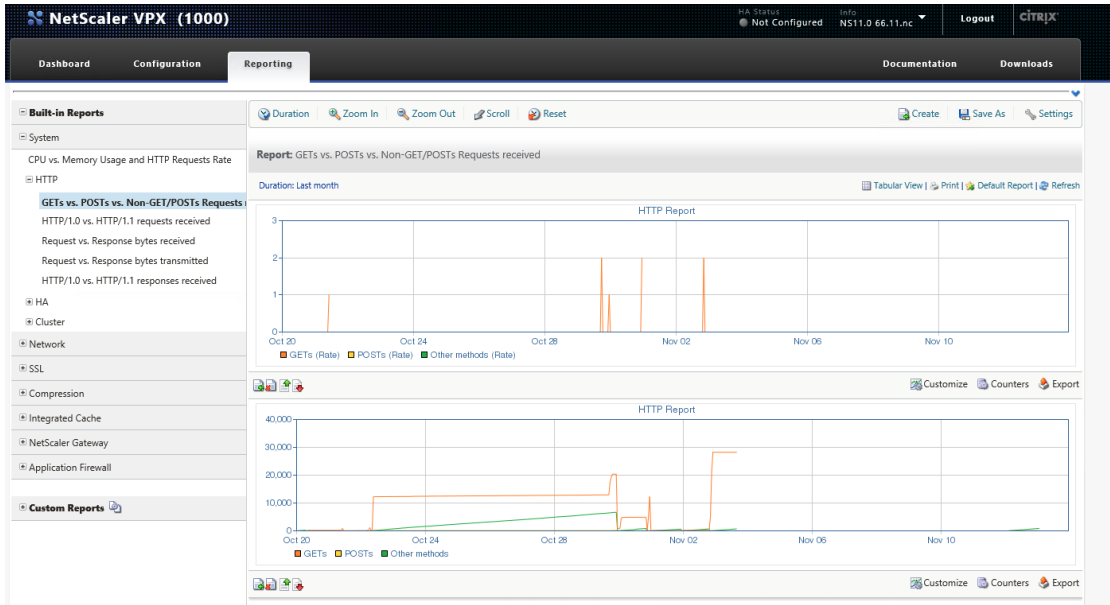 NetScaler VPX (1000)
HA Status
Not Configured
Info
NS11.0 66.11.nc
Logout
CİTRIX
Dashboard Configuration Reporting Documentation Downloads
Built-in Reports
System
CPU vs. Memory Usage and HTTP Requests Rate
HTTP
GETs vs. POSTs vs. Non-GET/POSTs Requests
HTTP/1.0 vs. HTTP/1.1 requests received
Request vs. Response bytes received
Request vs. Response bytes transmitted
HTTP/1.0 vs. HTTP/1.1 responses received
HA
Cluster
Network
SSL
Compression
Integrated Cache
NetScaler Gateway
Application Firewall
Custom Reports
Duration Zoom In Zoom Out Scroll Reset Create Save As Settings
Report: GETs vs. POSTs vs. Non-GET/POSTs Requests received
Duration: Last month Tabular View | Print | Default Report | Refresh
HTTP Report
3
2
1
0
Oct 20 Oct 24 Oct 28 Nov 02 Nov 06 Nov 10
GETs (Rate) POSTs (Rate) Other methods (Rate)
Customize Counters Export
HTTP Report
40,000
30,000
20,000
10,000
0
Oct 20 Oct 24 Oct 28 Nov 02 Nov 06 Nov 10
GETs POSTs Other methods
Customize Counters Export